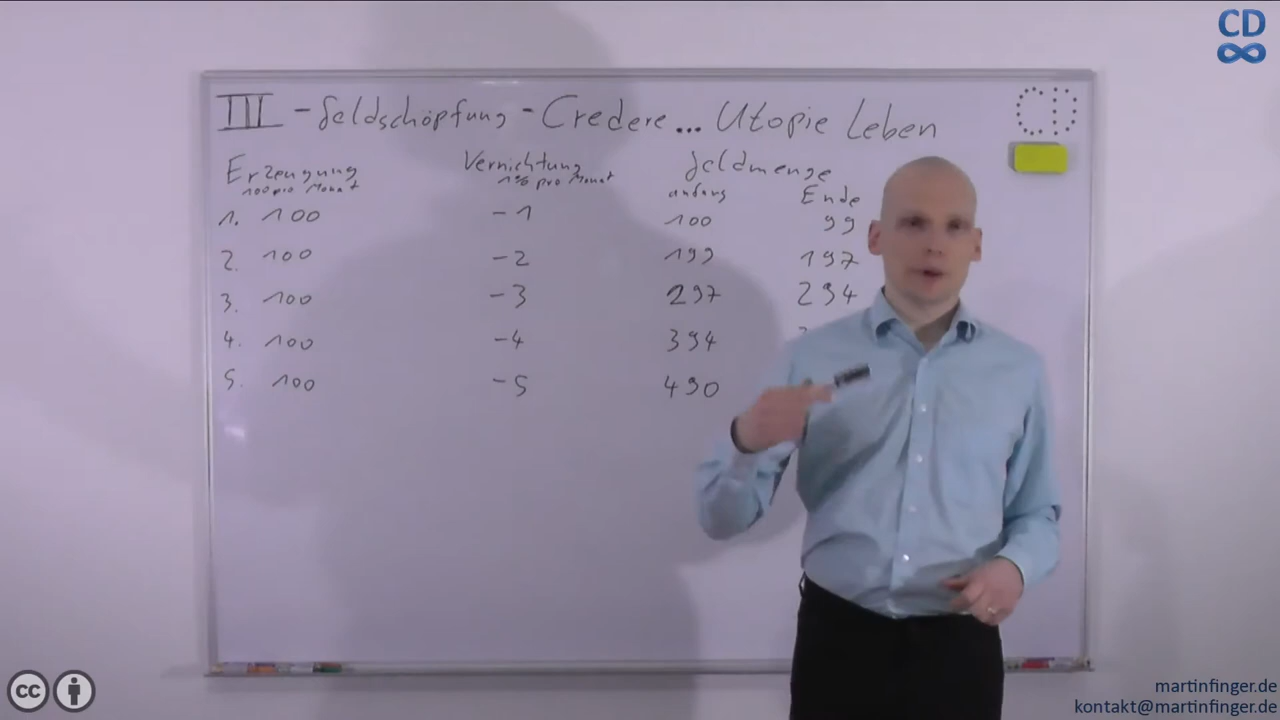 CD
III - Geldschöpfung - Credere... Utopie Leben
Erzeugung Vernichtung Geldmenge
100 pro Monat 1% pro Monat anfang Ende
1. 100 -1 100 99
2. 100 -2 199 197
3. 100 -3 297 294
4. 100 -4 394
5. 100 -5 490
cc
martinfinger.de
kontakt@martinfinger.de